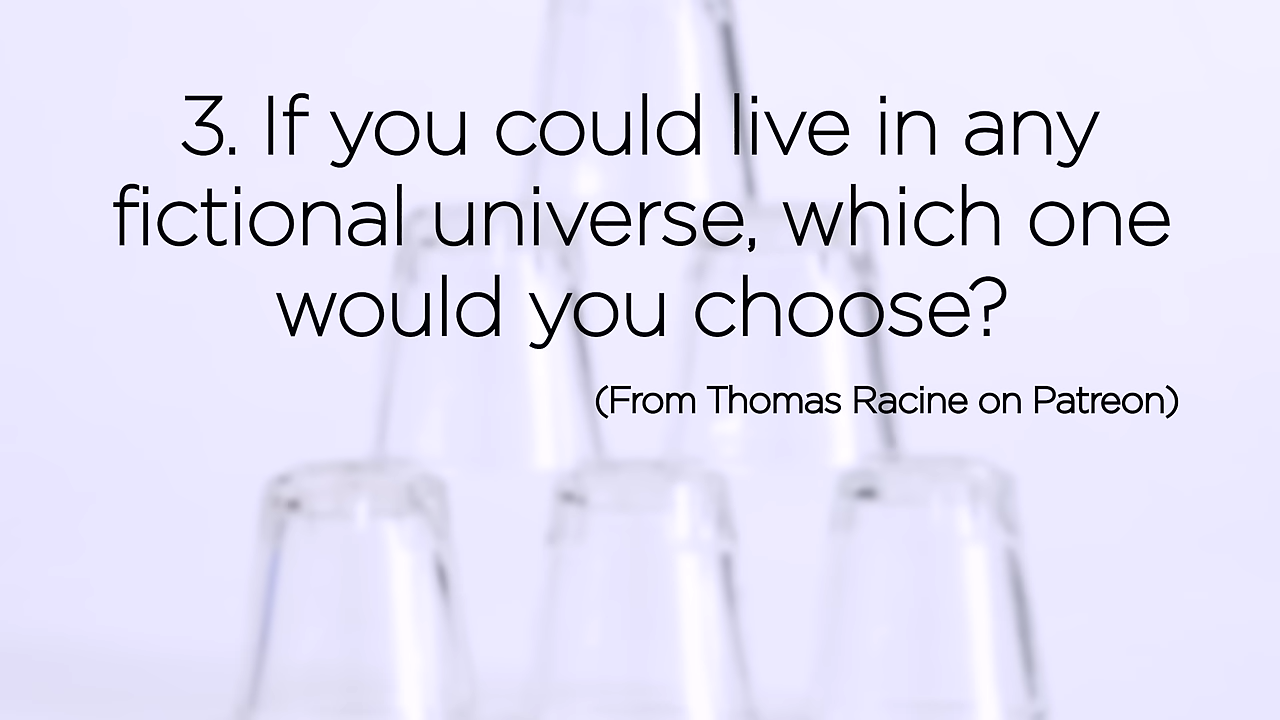 3. If you could live in any
fictional universe, which one
would you choose?
(From Thomas Racine on Patreon)